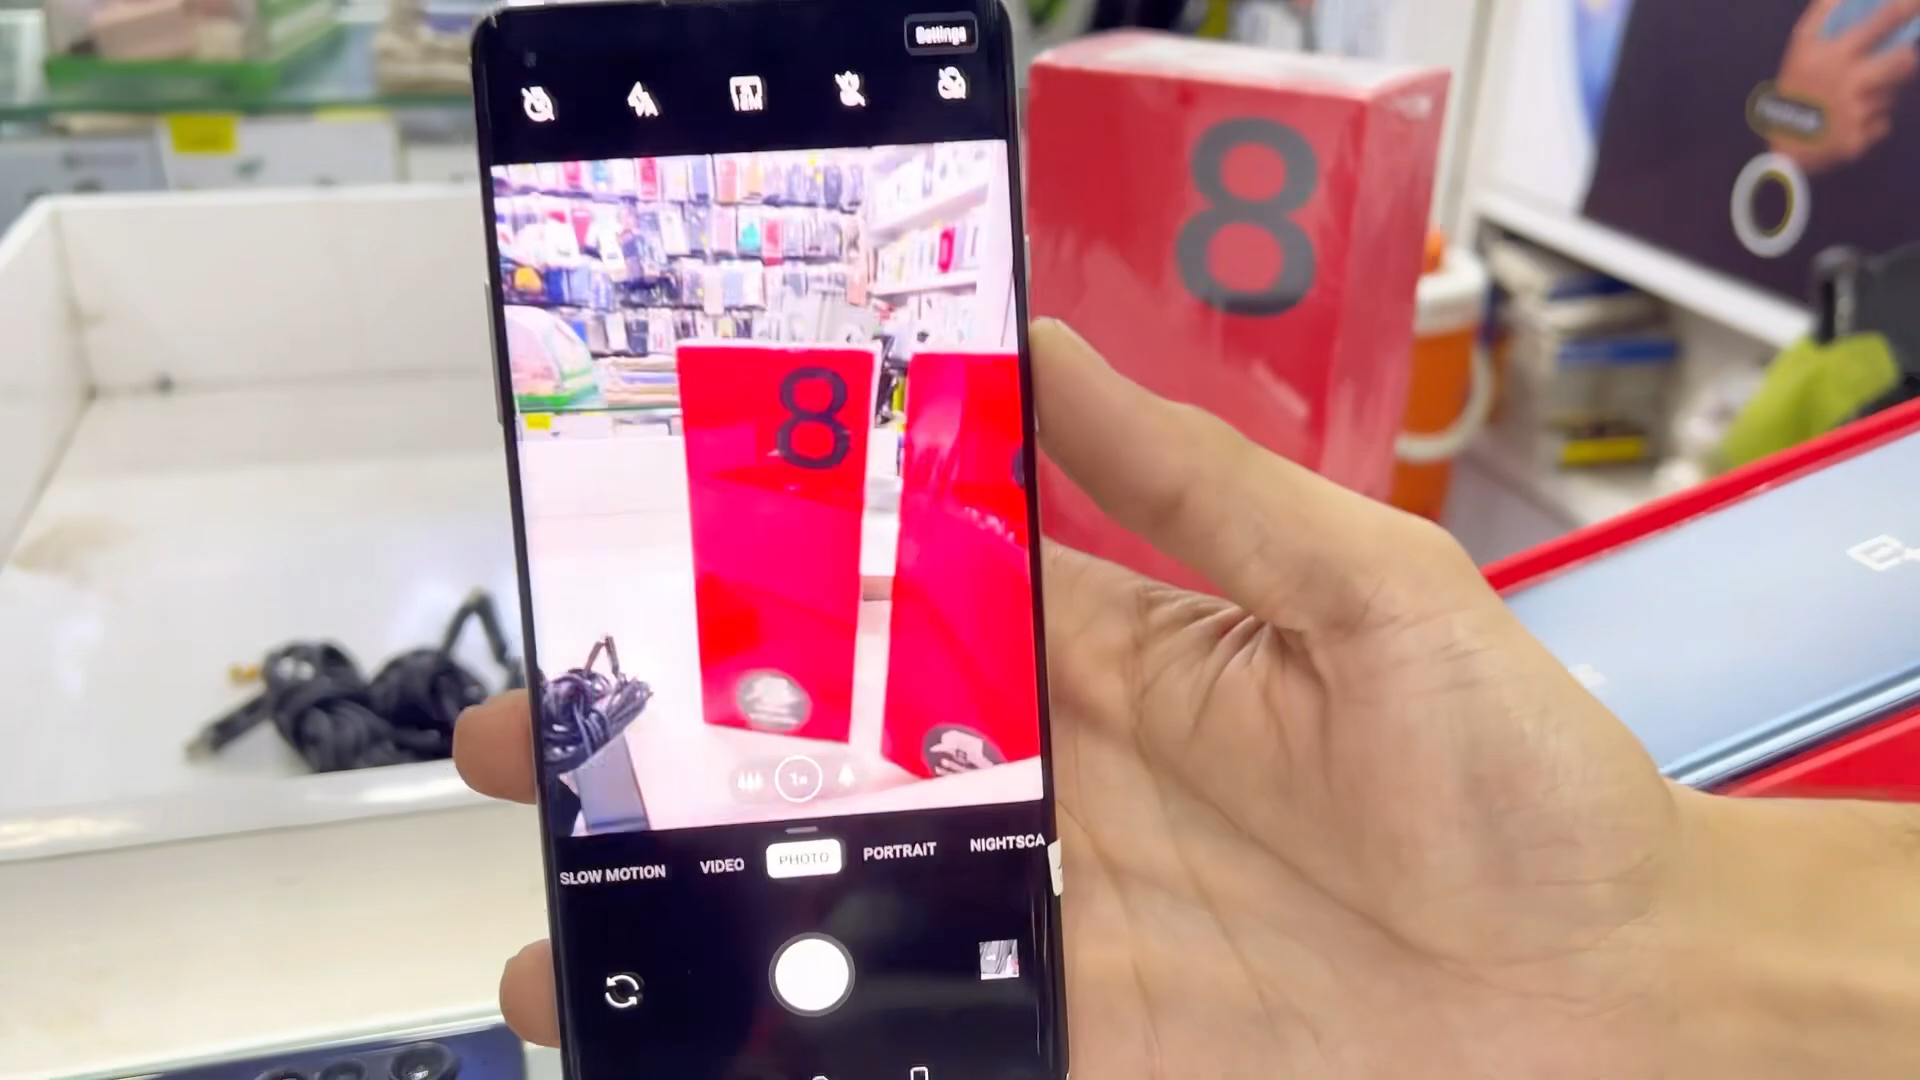 Settings
8
8
1x
SLOW MOTION
VIDEO
PHOTO
PORTRAIT
NIGHTSCA